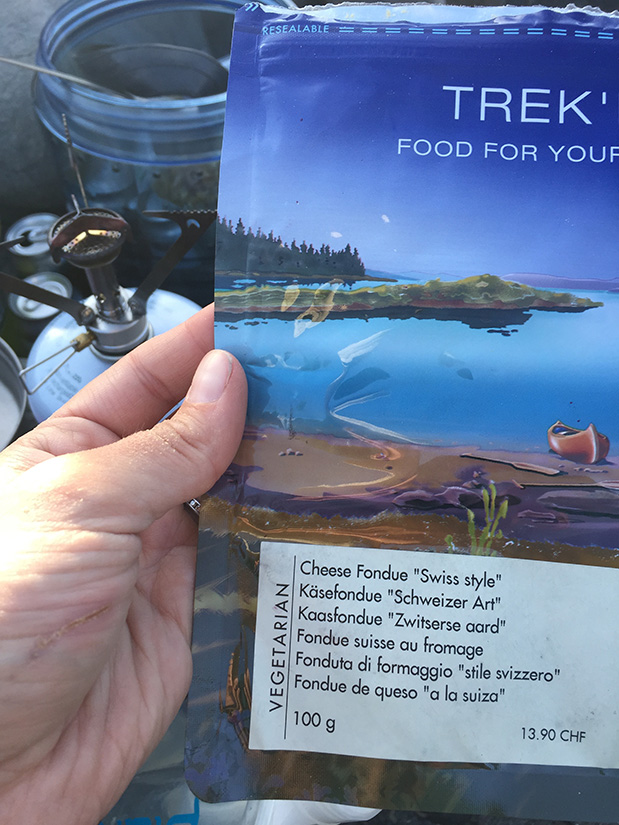 RESEALABLE
TREK'
FOOD FOR YOUR
VEGETARIAN
Cheese Fondue "Swiss style"
Käsefondue "Schweizer Art"
Kaasfondue "Zwitserse aard"
Fondue suisse au fromage
Fonduta di formaggio "stile svizzero"
Fondue de queso "a la suiza"
100 g
13.90 CHF